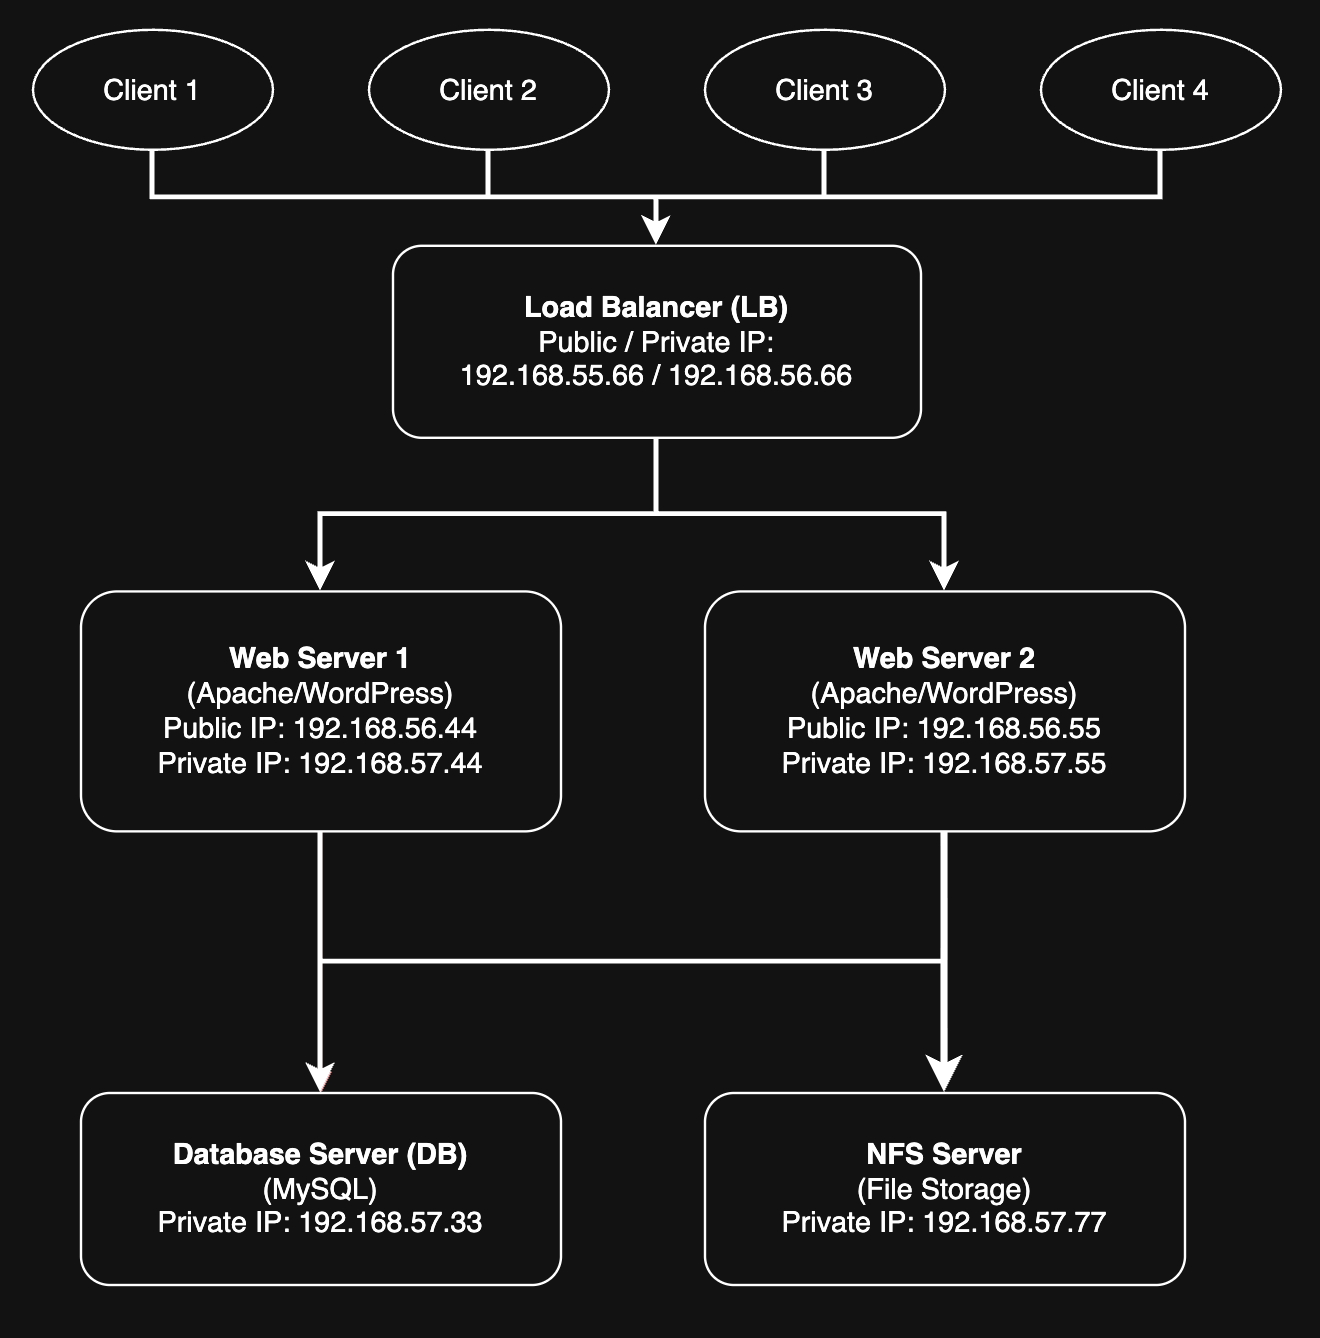 Client 1
Client 2
Client 3
Client 4
Load Balancer (LB)
Public / Private IP:
192.168.55.66 / 192.168.56.66
Web Server 1
(Apache/WordPress)
Public IP: 192.168.56.44
Private IP: 192.168.57.44
Web Server 2
(Apache/WordPress)
Public IP: 192.168.56.55
Private IP: 192.168.57.55
Database Server (DB)
(MySQL)
Private IP: 192.168.57.33
NFS Server
(File Storage)
Private IP: 192.168.57.77